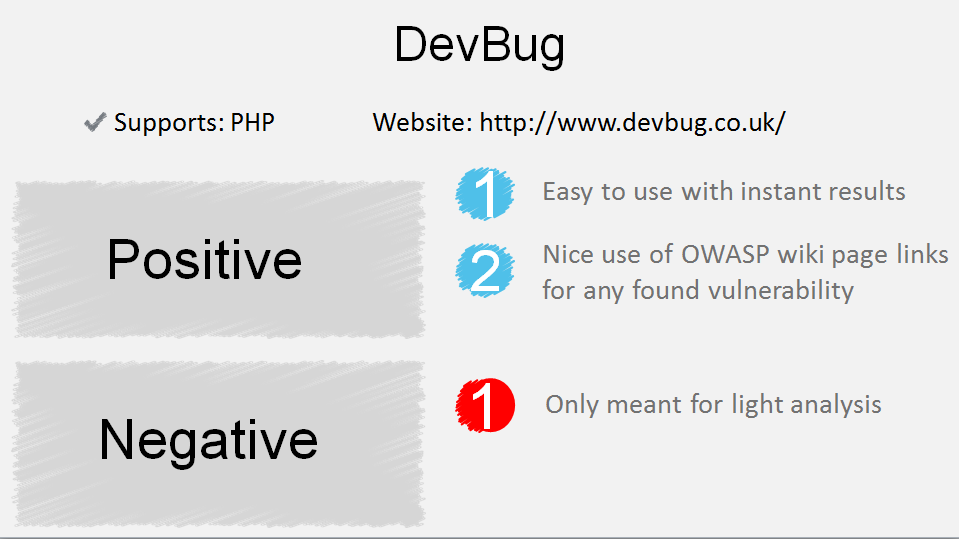 DevBug
Supports: PHP
Website: http://www.devbug.co.uk/
Positive
1
Easy to use with instant results
2
Nice use of OWASP wiki page links
for any found vulnerability
Negative
1
Only meant for light analysis